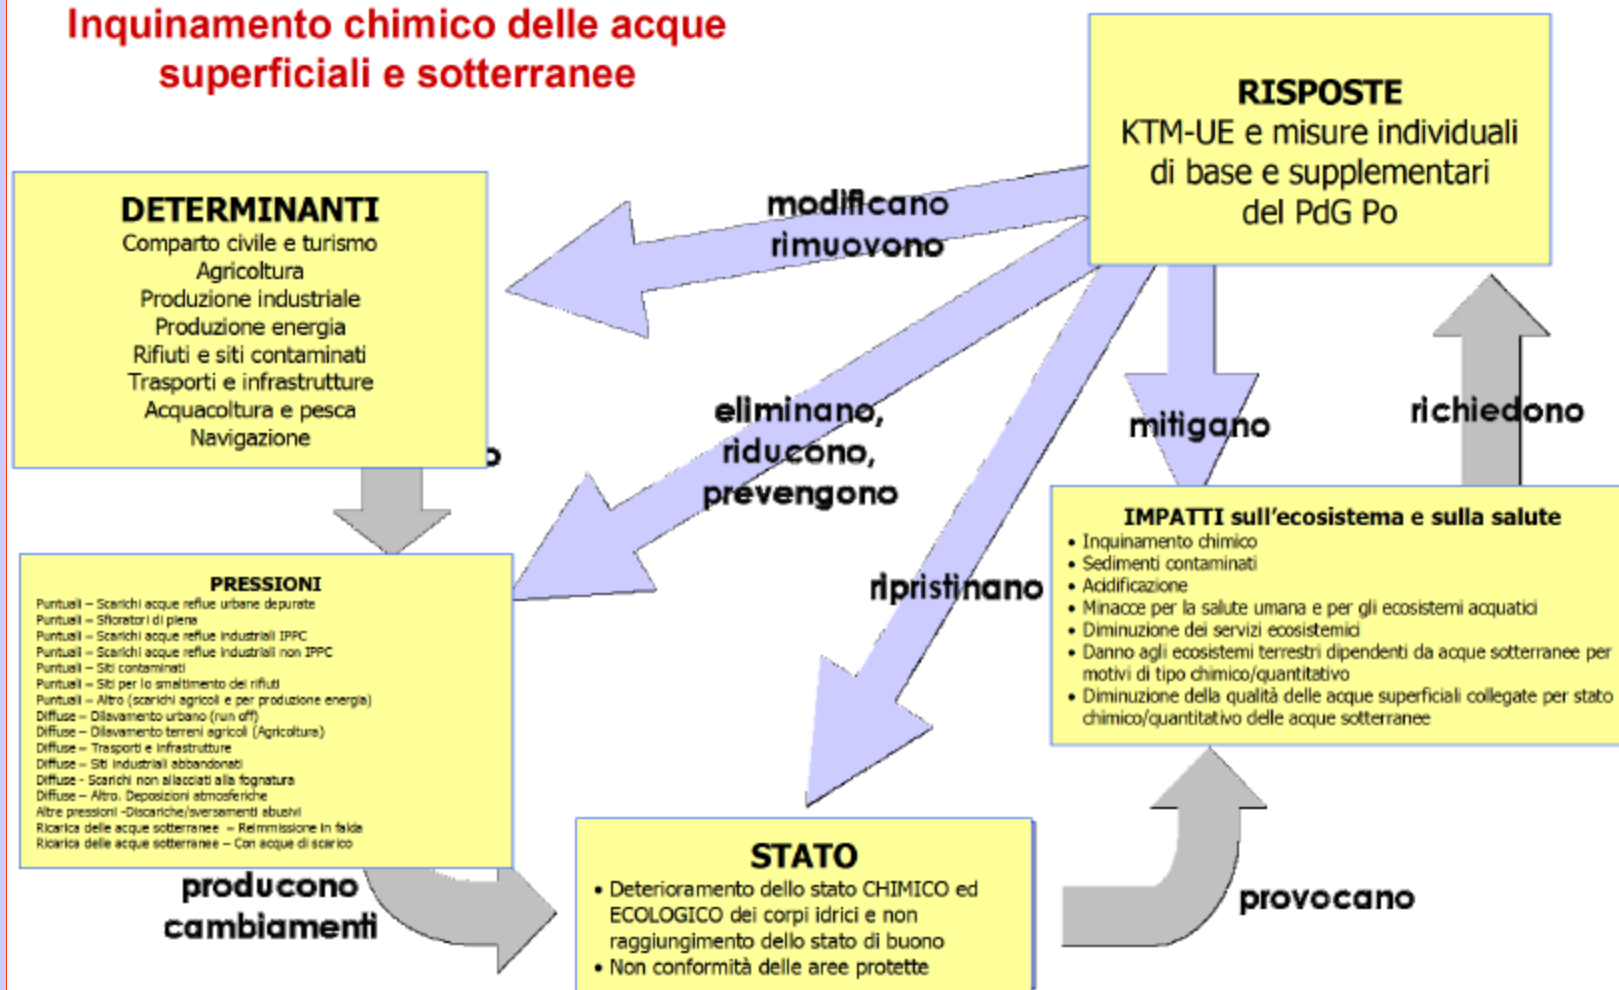 Inquinamento chimico delle acque
superficiali e sotterranee
RISPOSTE
KTM-UE e misure individuali
di base e supplementari
del PdG Po
DETERMINANTI
Comparto civile e turismo
Agricoltura
Produzione industriale
Produzione energia
Rifiuti e siti contaminati
Trasporti e infrastrutture
Acquacoltura e pesca
Navigazione
modificano
rimuovono
eliminano,
riducono,
prevengono
ripristinano
mitigano
richiedono
PRESSIONI
Puntuali – Scarichi acque reflue urbane depurate
Puntuali – Sfioratori di piena
Puntuali – Scarichi acque reflue industriali IPPC
Puntuali – Scarichi acque reflue industriali non IPPC
Puntuali – Siti contaminati
Puntuali – Siti per lo smaltimento dei rifiuti
Puntuali – Altro (scarichi agricoli e per produzione energia)
Diffuse – Dilavamento urbano (run off)
Diffuse – Dilavamento terreni agricoli (Agricoltura)
Diffuse – Trasporti e infrastrutture
Diffuse – Siti industriali abbandonati
Diffuse - Scarichi non allacciati alla fognatura
Diffuse – Altro. Deposizioni atmosferiche
Altre pressioni -Discariche/sversamenti abusivi
Ricarica delle acque sotterranee – Reimmissione in falda
Ricarica delle acque sotterranee – Con acque di scarico
producono
cambiamenti
IMPATTI sull'ecosistema e sulla salute
• Inquinamento chimico
• Sedimenti contaminati
• Acidificazione
• Minacce per la salute umana e per gli ecosistemi acquatici
• Diminuzione dei servizi ecosistemici
• Danno agli ecosistemi terrestri dipendenti da acque sotterranee per
motivi di tipo chimico/quantitativo
• Diminuzione della qualità delle acque superficiali collegate per stato
chimico/quantitativo delle acque sotterranee
STATO
• Deterioramento dello stato CHIMICO ed
ECOLOGICO dei corpi idrici e non
raggiungimento dello stato di buono
• Non conformità delle aree protette
provocano